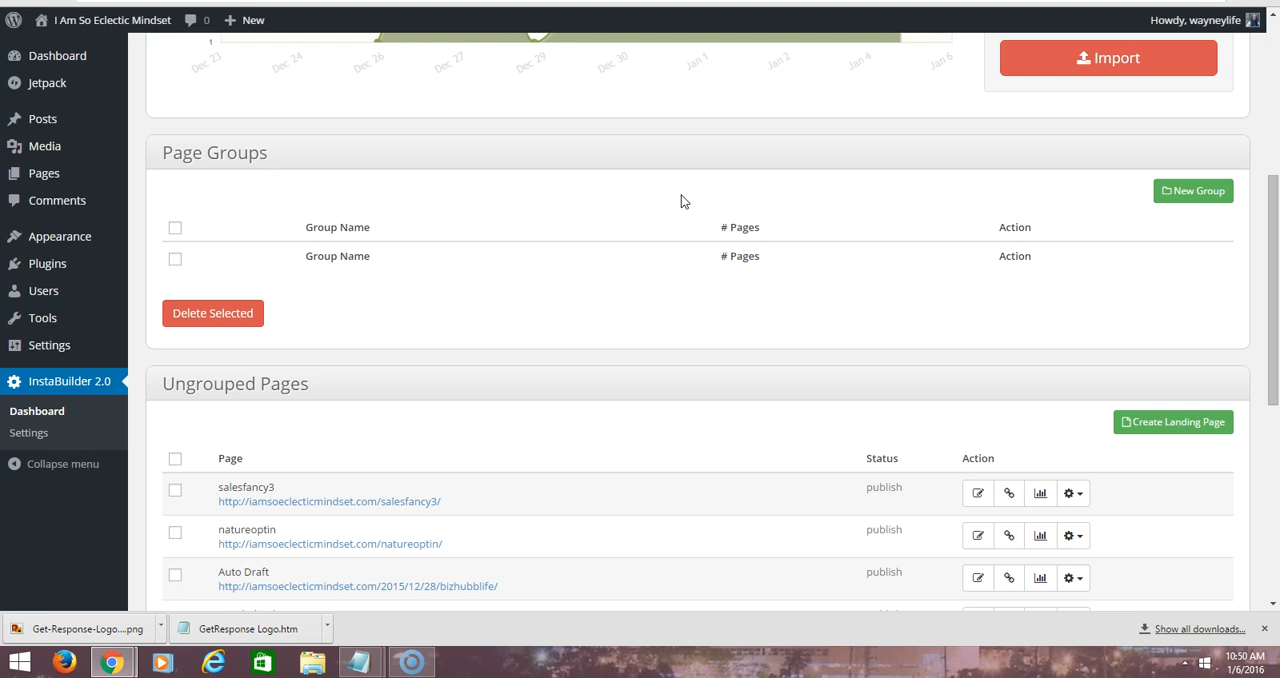 I Am So Eclectic Mindset 0 New Howdy, wayneylife
Dashboard
Jetpack
Posts
Media
Pages
Comments
Appearance
Plugins
Users
Tools
Settings
InstaBuilder 2.0
Dashboard
Settings
Collapse menu
1
Dec 23 Dec 24 Dec 26 Dec 27 Dec 29 Dec 30 Jan 1 Jan 2 Jan 4 Jan 6
Import
Page Groups
New Group
Group Name # Pages Action
Group Name # Pages Action
Delete Selected
Ungrouped Pages
Create Landing Page
Page Status Action
salesfancy3 publish
http://iamsoeclecticmindset.com/salesfancy3/
natureoptin publish
http://iamsoeclecticmindset.com/natureoptin/
Auto Draft publish
http://iamsoeclecticmindset.com/2015/12/28/bizhubblife/
Get-Response-Logo....png GetResponse Logo.htm Show all downloads...
10:50 AM
1/6/2016